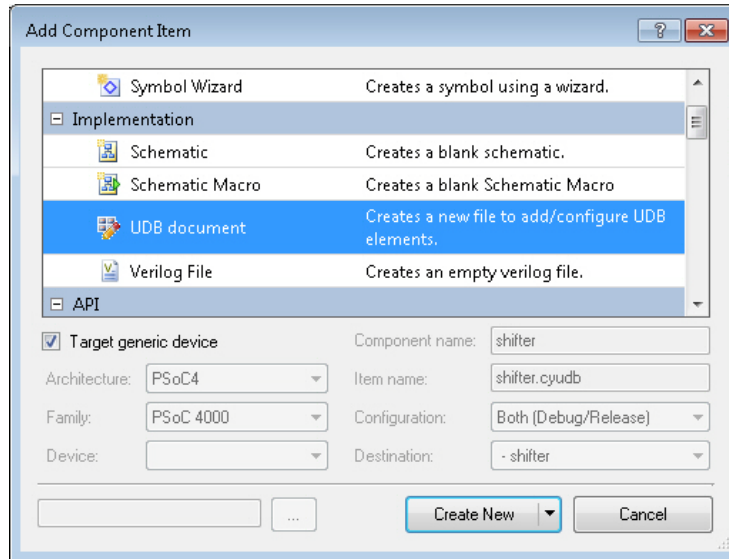 Add Component Item
Symbol Wizard Creates a symbol using a wizard.
Implementation
Schematic Creates a blank schematic.
Schematic Macro Creates a blank Schematic Macro
UDB document Creates a new file to add/configure UDB
elements.
Verilog File Creates an empty verilog file.
API
Target generic device Component name: shifter
Architecture: PSoC4 Item name: shifter.cyudb
Family: PSoC 4000 Configuration: Both (Debug/Release)
Device: Destination: - shifter
... Create New Cancel